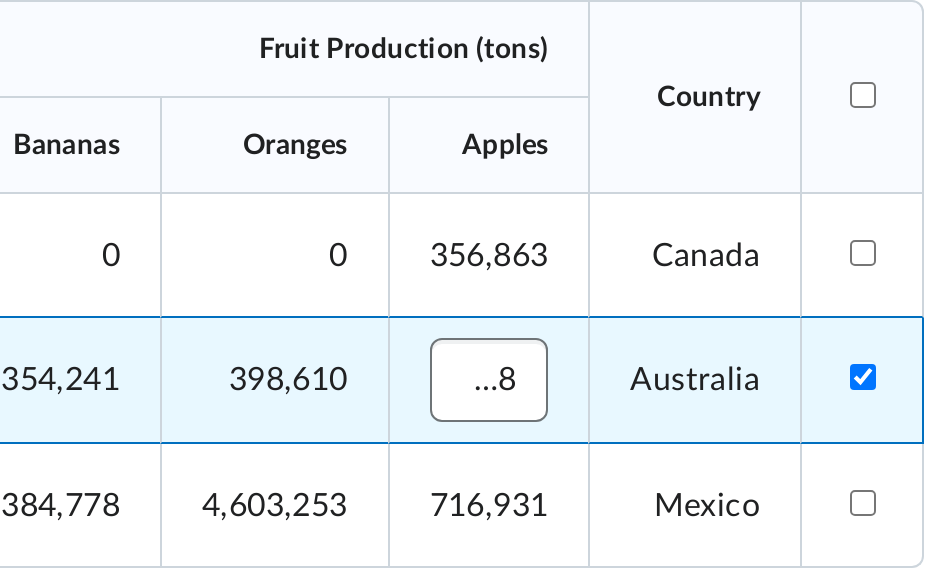 Fruit Production (tons)
Country
Bananas Oranges Apples
0 0 356,863 Canada
354,241 398,610 ...8 Australia
384,778 4,603,253 716,931 Mexico